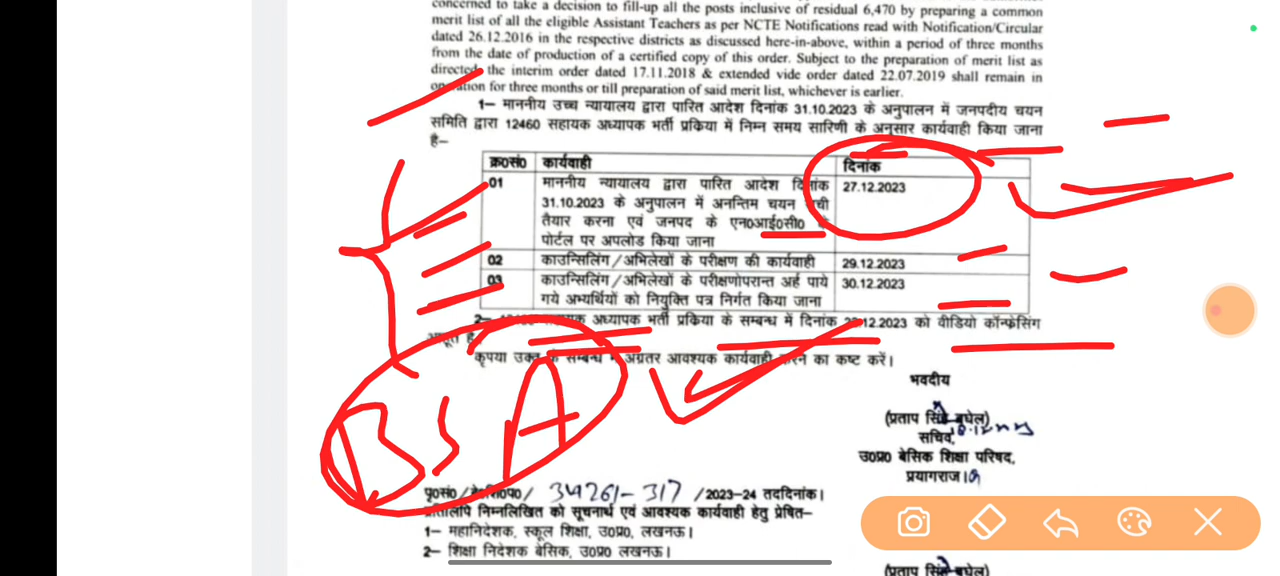 concerned to take a decision to fill-up all the posts inclusive of residual 6,470 by preparing a common
merit list of all the eligible Assistant Teachers as per NCTE Notifications read with Notification/Circular
dated 26.12.2016 in the respective districts as discussed here-in-above, within a period of three months
from the date of production of a certified copy of this order. Subject to the preparation of merit list as
directed, the interim order dated 17.11.2018 & extended vide order dated 22.07.2019 shall remain in
operation for three months or till preparation of said merit list, whichever is earlier.
1– माननीय उच्च न्यायालय द्वारा पारित आदेश दिनांक 31.10.2023 के अनुपालन में जनपदीय चयन
समिति द्वारा 12460 सहायक अध्यापक भर्ती प्रकिया में निम्न समय सारिणी के अनुसार कार्यवाही किया जाना
है–
क्र0सं0 कार्यवाही दिनांक
01 माननीय न्यायालय द्वारा पारित आदेश दिनांक 27.12.2023
31.10.2023 के अनुपालन में अनन्तिम चयन सूची
तैयार करना एवं जनपद के एन0आई0सी0 के
पोर्टल पर अपलोड किया जाना
02 काउन्सिलिंग/अभिलेखों के परीक्षण की कार्यवाही 29.12.2023
03 काउन्सिलिंग/अभिलेखों के परीक्षणोपरान्त अर्ह पाये 30.12.2023
गये अभ्यर्थियों को नियुक्ति पत्र निर्गत किया जाना
2– सहायक अध्यापक भर्ती प्रकिया के सम्बन्ध में दिनांक .12.2023 को वीडियो कॉन्फ्रेसिंग
आहूत है।
कृपया उक्त के सम्बन्ध में अग्रतर आवश्यक कार्यवाही करने का कष्ट करें।
BSA
भवदीय
(प्रताप सिंह बघेल)
सचिव,
उ0प्र0 बेसिक शिक्षा परिषद,
प्रयागराज।
पृ0सं0/बे0शि0प0/ 34261-317 /2023-24 तददिनांक।
प्रतिलिपि निम्नलिखित को सूचनार्थ एवं आवश्यक कार्यवाही हेतु प्रेषित–
1– महानिदेशक, स्कूल शिक्षा, उ0प्र0, लखनऊ।
2– शिक्षा निदेशक बेसिक, उ0प्र0 लखनऊ।
(प्रताप सिंह बघेल)